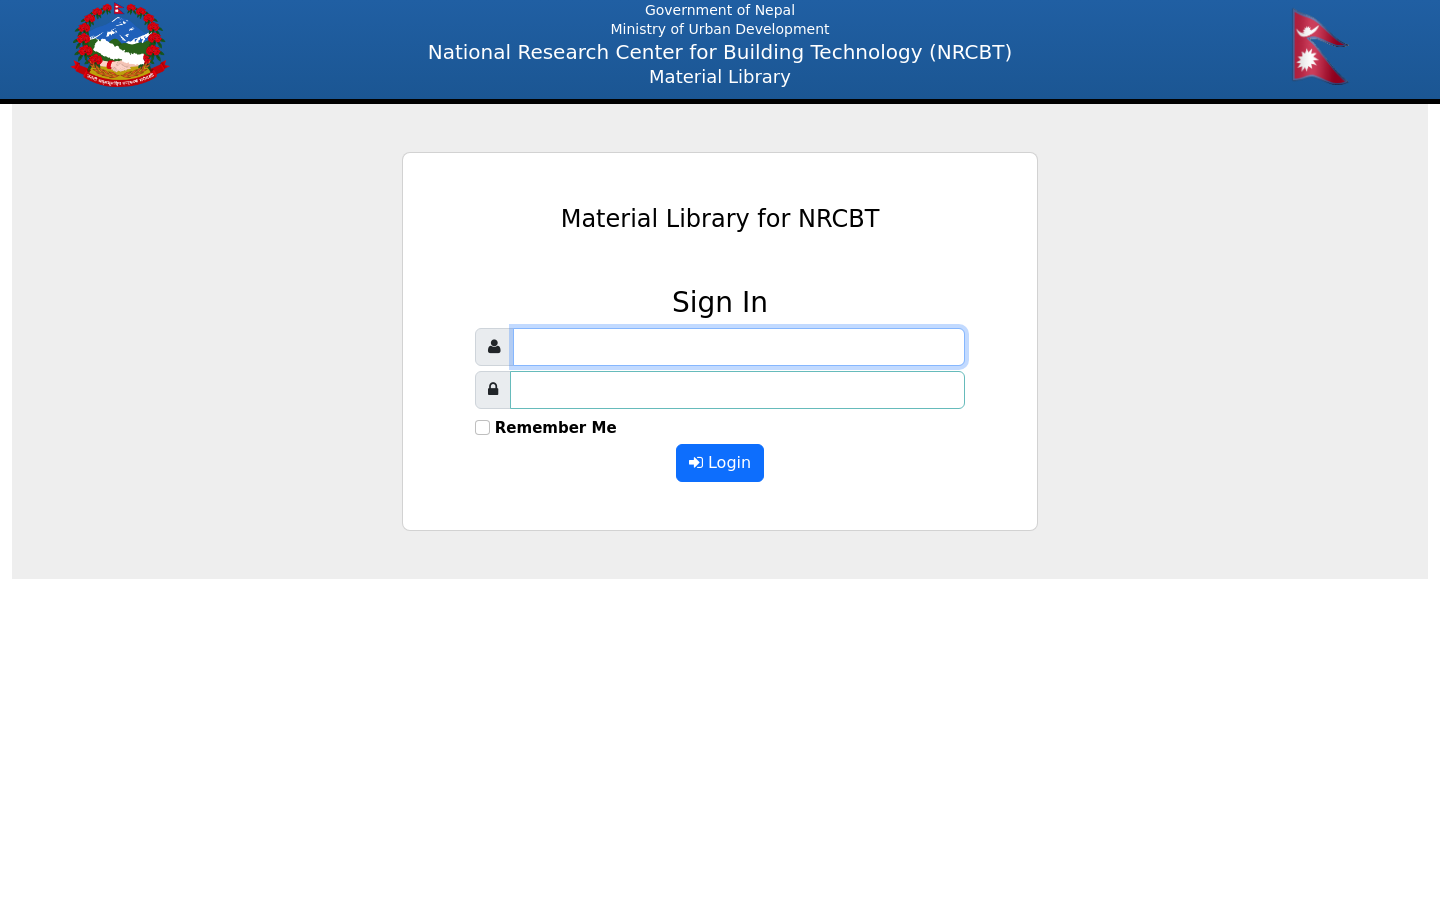 Government of Nepal
Ministry of Urban Development
National Research Center for Building Technology (NRCBT)
Material Library
Material Library for NRCBT
Sign In
Remember Me
Login